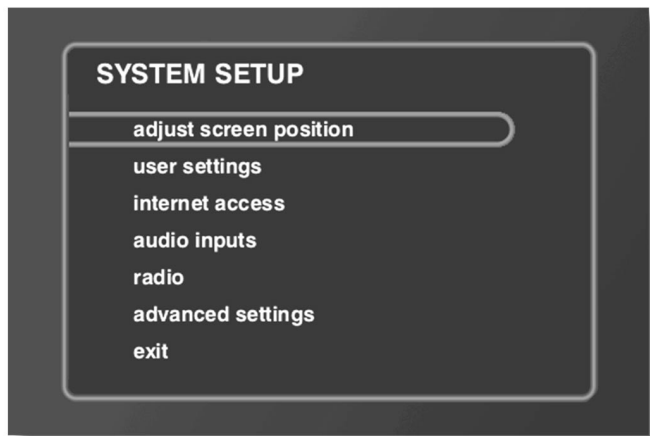 SYSTEM SETUP
adjust screen position
user settings
internet access
audio inputs
radio
advanced settings
exit